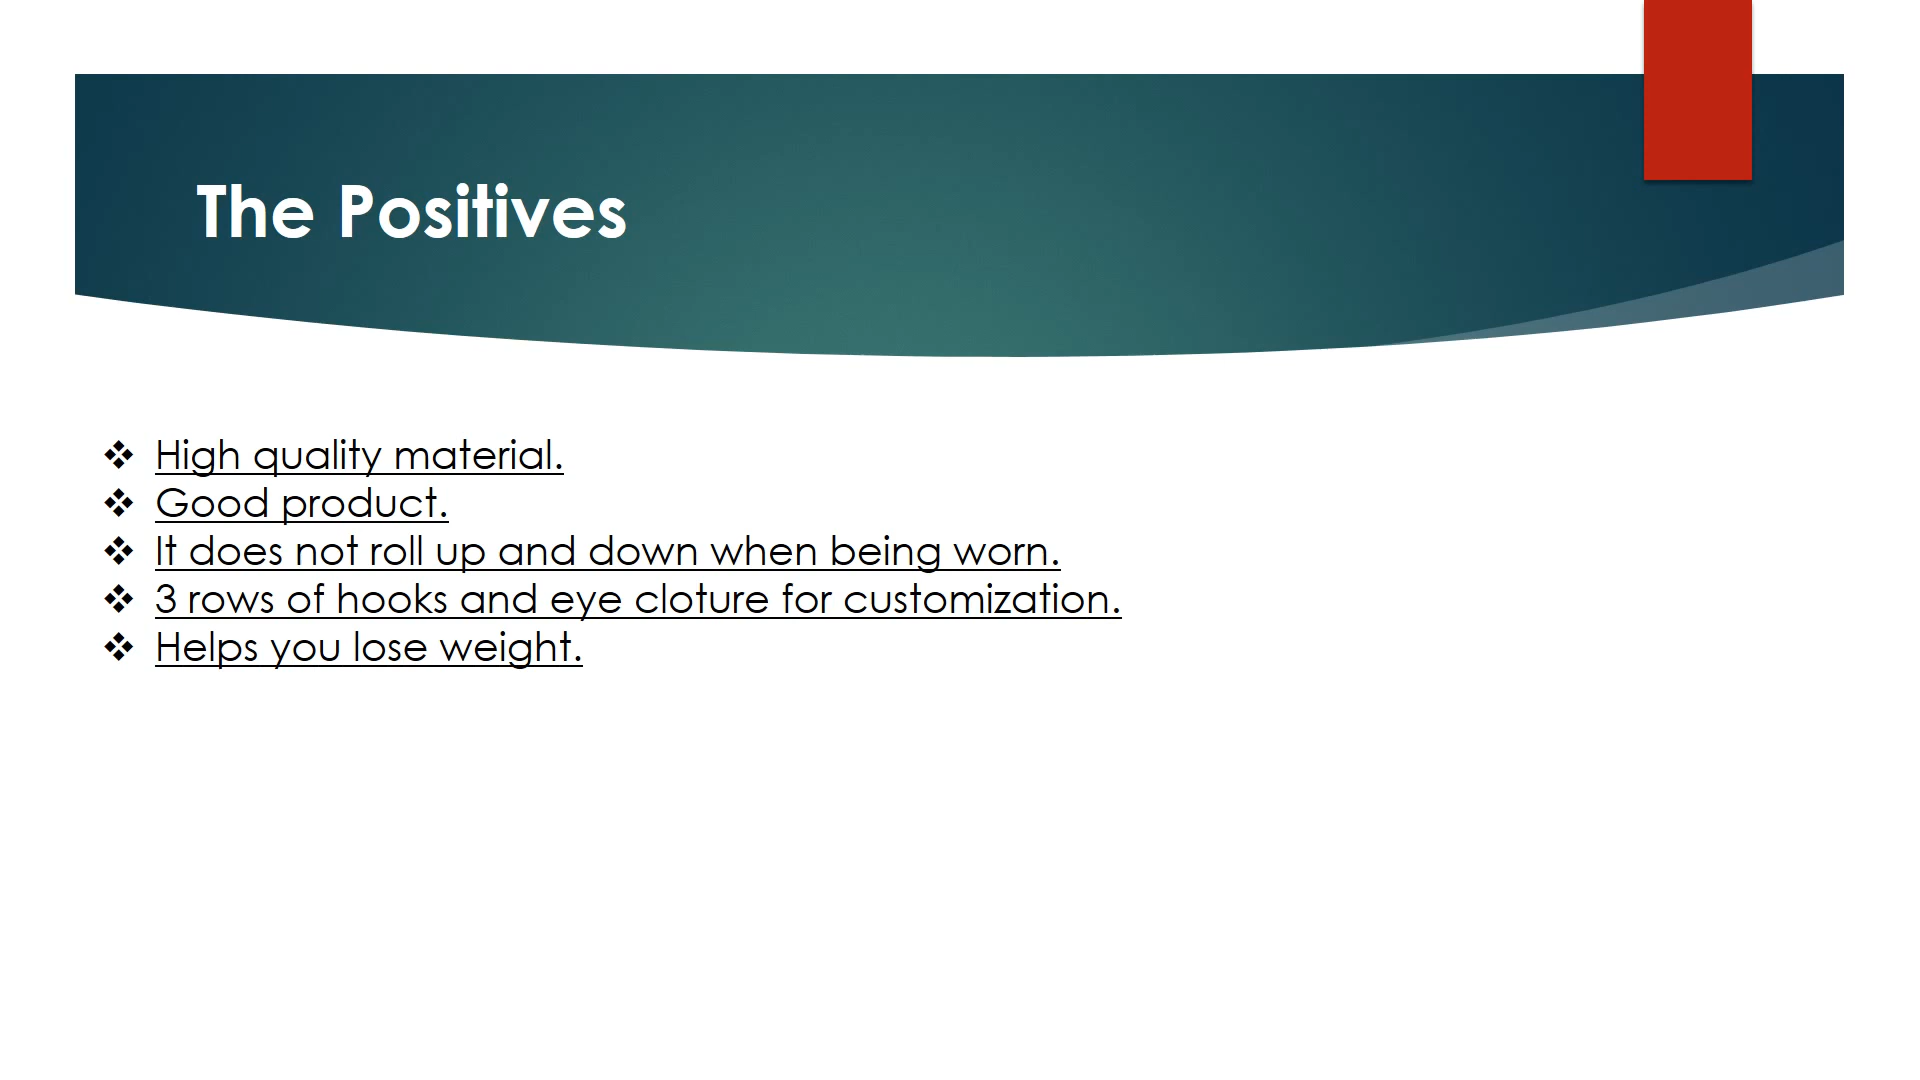 The Positives
❖ High quality material.
❖ Good product.
❖ It does not roll up and down when being worn.
❖ 3 rows of hooks and eye cloture for customization.
❖ Helps you lose weight.